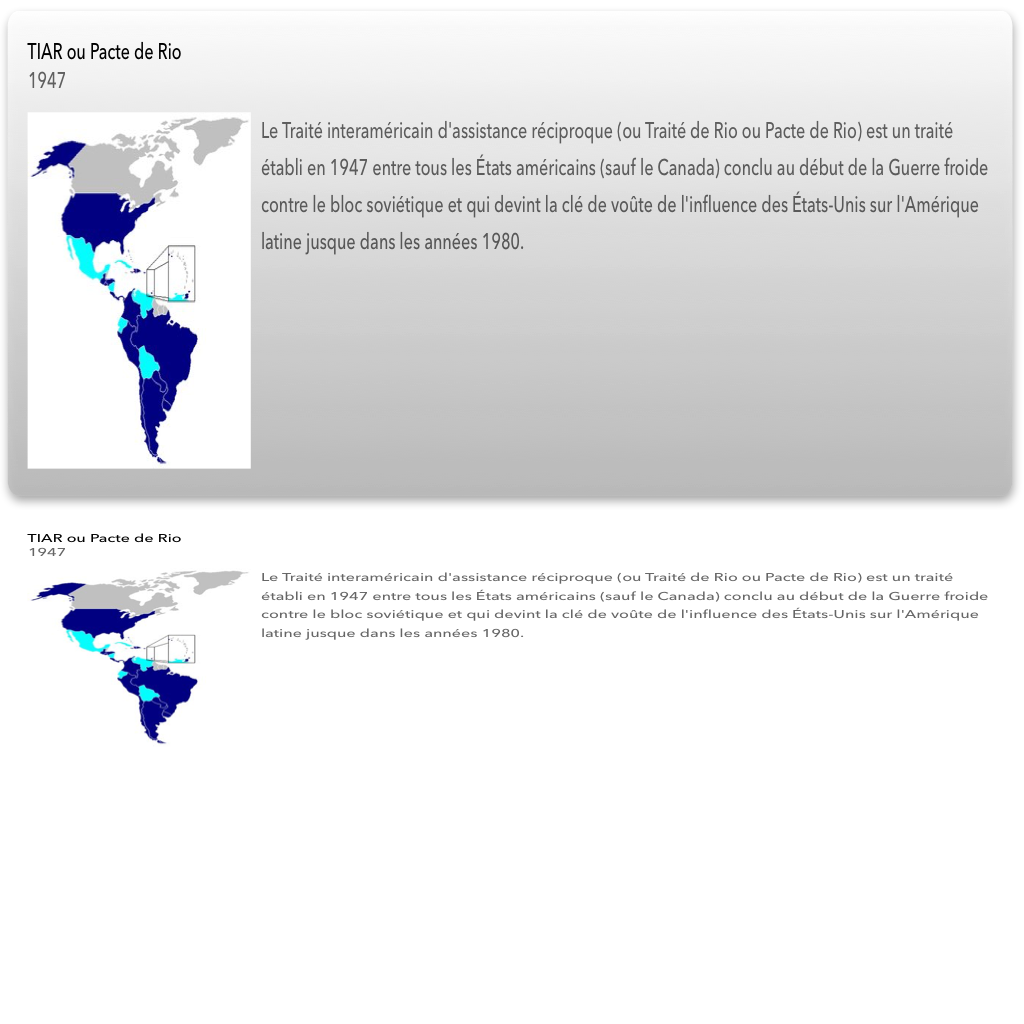 TIAR ou Pacte de Rio
1947
Le Traité interaméricain d'assistance réciproque (ou Traité de Rio ou Pacte de Rio) est un traité
établi en 1947 entre tous les États américains (sauf le Canada) conclu au début de la Guerre froide
contre le bloc soviétique et qui devint la clé de voûte de l'influence des États-Unis sur l'Amérique
latine jusque dans les années 1980.
TIAR ou Pacte de Rio
1947
Le Traité interaméricain d'assistance réciproque (ou Traité de Rio ou Pacte de Rio) est un traité
établi en 1947 entre tous les États américains (sauf le Canada) conclu au début de la Guerre froide
contre le bloc soviétique et qui devint la clé de voûte de l'influence des États-Unis sur l'Amérique
latine jusque dans les années 1980.